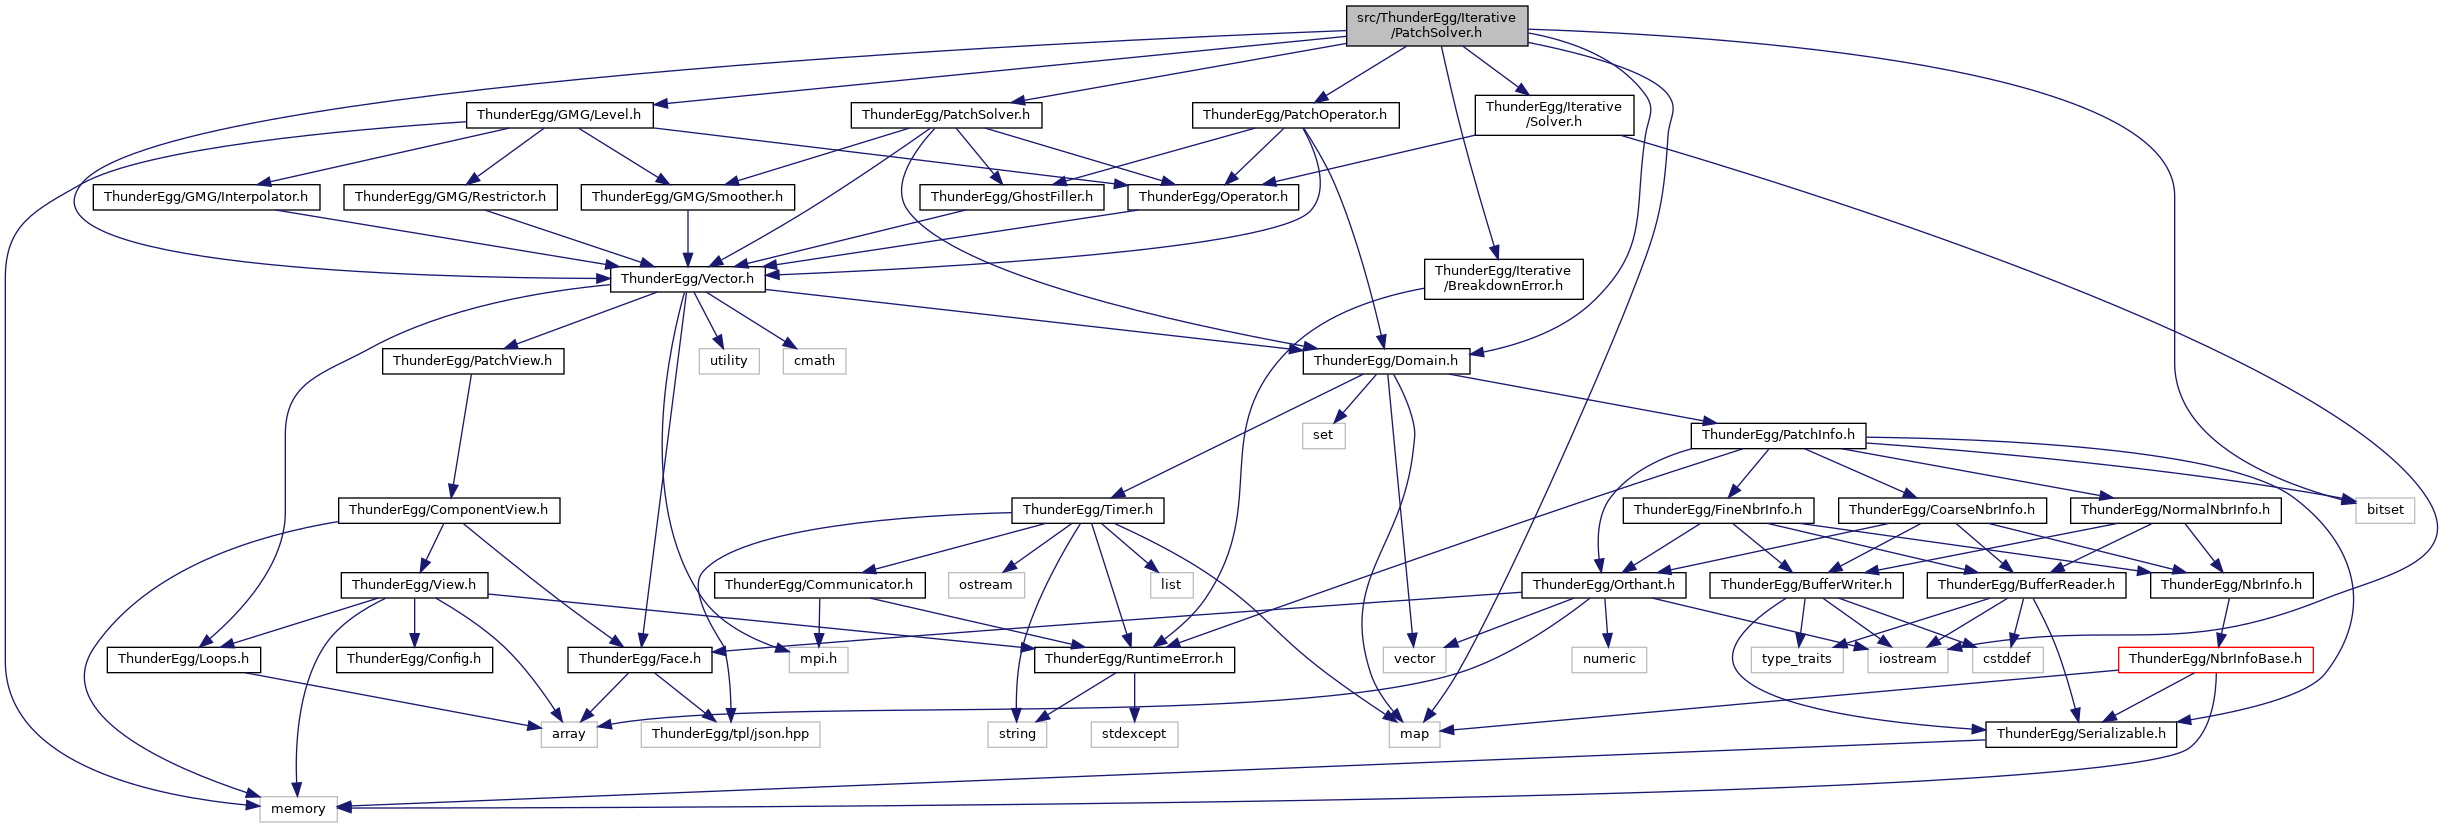 src/ThunderEgg/Iterative
/PatchSolver.h
ThunderEgg/GMG/Level.h
ThunderEgg/PatchSolver.h
ThunderEgg/PatchOperator.h
ThunderEgg/Iterative
/Solver.h
ThunderEgg/GMG/Interpolator.h
ThunderEgg/GMG/Restrictor.h
ThunderEgg/GMG/Smoother.h
ThunderEgg/GhostFiller.h
ThunderEgg/Operator.h
ThunderEgg/Vector.h
ThunderEgg/Iterative
/BreakdownError.h
ThunderEgg/PatchView.h
utility
cmath
ThunderEgg/Domain.h
set
ThunderEgg/PatchInfo.h
ThunderEgg/ComponentView.h
ThunderEgg/Timer.h
ThunderEgg/FineNbrInfo.h
ThunderEgg/CoarseNbrInfo.h
ThunderEgg/NormalNbrInfo.h
bitset
ThunderEgg/View.h
ThunderEgg/Communicator.h
ostream
list
ThunderEgg/Orthant.h
ThunderEgg/BufferWriter.h
ThunderEgg/BufferReader.h
ThunderEgg/NbrInfo.h
ThunderEgg/Loops.h
ThunderEgg/Config.h
ThunderEgg/Face.h
mpi.h
ThunderEgg/RuntimeError.h
vector
numeric
type_traits
iostream
cstddef
ThunderEgg/NbrInfoBase.h
array
ThunderEgg/tpl/json.hpp
string
stdexcept
map
ThunderEgg/Serializable.h
memory